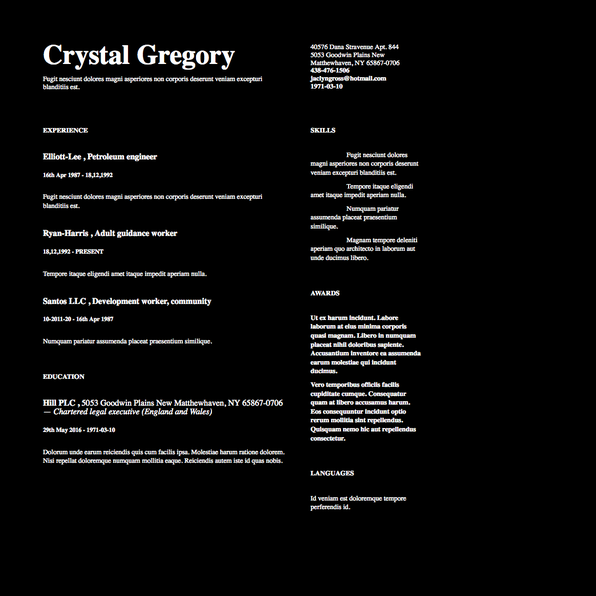 Crystal Gregory
Fugit nesciunt dolores magni asperiores non corporis deserunt veniam excepturi
blanditiis est.
40576 Dana Stravenue Apt. 844
5053 Goodwin Plains New
Matthewhaven, NY 65867-0706
438-476-1506
jaclyngross@hotmail.com
1971-03-10
EXPERIENCE
Elliott-Lee , Petroleum engineer
16th Apr 1987 - 18,12,1992
Fugit nesciunt dolores magni asperiores non corporis deserunt veniam excepturi
blanditiis est.
Ryan-Harris , Adult guidance worker
18,12,1992 - PRESENT
Tempore itaque eligendi amet itaque impedit aperiam nulla.
Santos LLC , Development worker, community
10-2011-20 - 16th Apr 1987
Numquam pariatur assumenda placeat praesentium similique.
EDUCATION
Hill PLC , 5053 Goodwin Plains New Matthewhaven, NY 65867-0706
— Chartered legal executive (England and Wales)
29th May 2016 - 1971-03-10
Dolorum unde earum reiciendis quis cum facilis ipsa. Molestiae harum ratione dolorem.
Nisi repellat doloremque numquam mollitia eaque. Reiciendis autem iste id quas nobis.
SKILLS
Fugit nesciunt dolores
magni asperiores non corporis deserunt
veniam excepturi blanditiis est.
Tempore itaque eligendi
amet itaque impedit aperiam nulla.
Numquam pariatur
assumenda placeat praesentium
similique.
Magnam tempore deleniti
aperiam quo architecto in laborum aut
unde ducimus libero.
AWARDS
Ut ex harum incidunt. Labore
laborum at eius minima corporis
quasi magnam. Libero in numquam
placeat nihil doloribus sapiente.
Accusantium inventore ea assumenda
earum molestiae qui incidunt
ducimus.
Vero temporibus officiis facilis
cupiditate cumque. Consequatur
quam at libero accusamus harum.
Eos consequuntur incidunt optio
rerum mollitia sint repellendus.
Quisquam nemo hic aut repellendus
consectetur.
LANGUAGES
Id veniam est doloremque tempore
perferendis id.